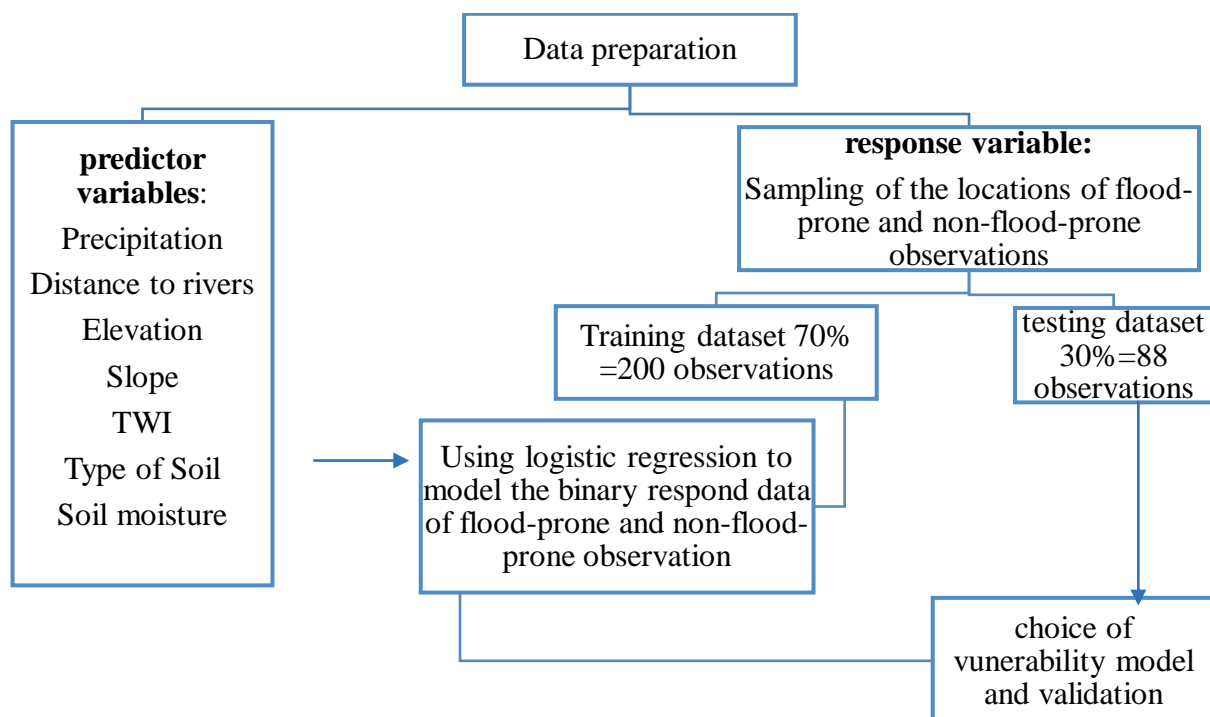 Data preparation
predictor
variables:
Precipitation
Distance to rivers
Elevation
Slope
TWI
Type of Soil
Soil moisture
response variable:
Sampling of the locations of flood-
prone and non-flood-prone
observations
Training dataset 70%
=200 observations
testing dataset
30%=88
observations
Using logistic regression to
model the binary respond data
of flood-prone and non-flood-
prone observation
choice of
vunerability model
and validation